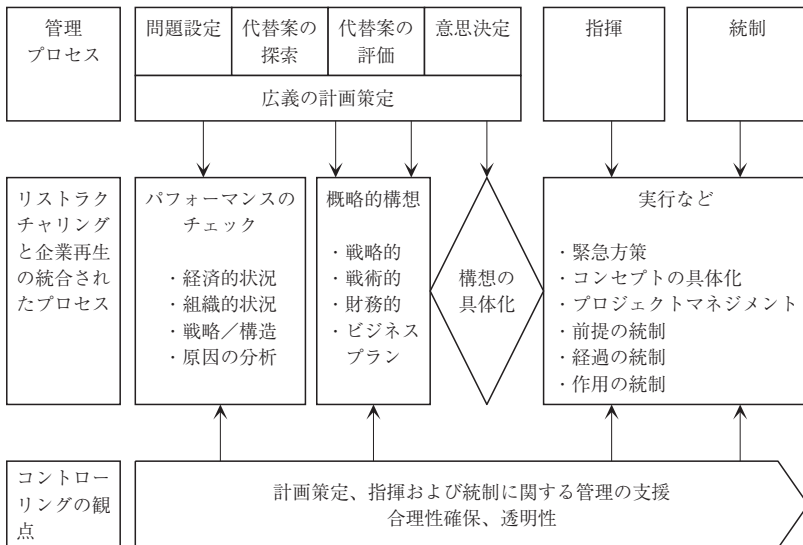 管理
プロセス
問題設定
代替案の
探索
代替案の
評価
意思決定
広義の計画策定
指揮
統制
リストラク
チャリング
と企業再生
の統合され
たプロセス
パフォーマンスの
チェック
・経済的状況
・組織的状況
・戦略／構造
・原因の分析
概略的構想
・戦略的
・戦術的
・財務的
・ビジネス
プラン
構想の
具体化
実行など
・緊急方策
・コンセプトの具体化
・プロジェクトマネジメント
・前提の統制
・経過の統制
・作用の統制
コントロー
リングの観
点
計画策定、指揮および統制に関する管理の支援
合理性確保、透明性